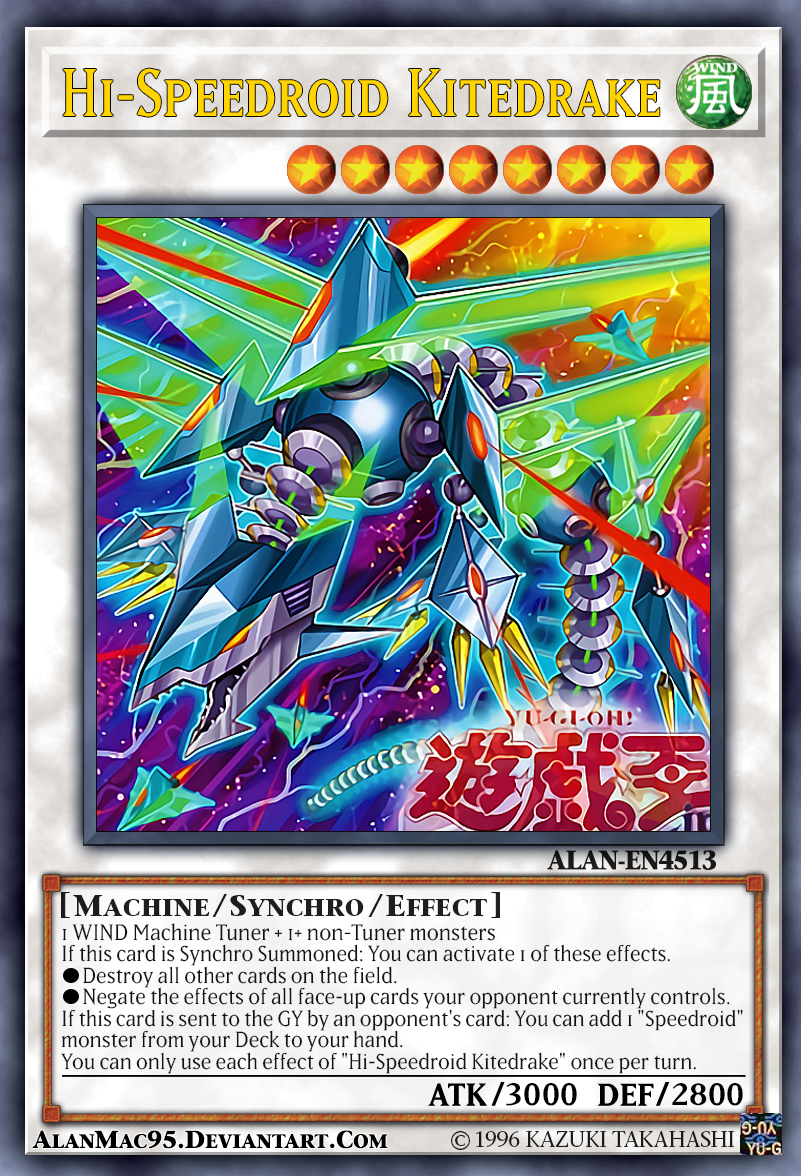 Hi-Speedroid Kitedrake
WIND
風
YU-GI-OH!
遊戯王
ALAN-EN4513
[Machine/Synchro/Effect]
1 WIND Machine Tuner + 1+ non-Tuner monsters
If this card is Synchro Summoned: You can activate 1 of these effects.
●Destroy all other cards on the field.
●Negate the effects of all face-up cards your opponent currently controls.
If this card is sent to the GY by an opponent's card: You can add 1 "Speedroid"
monster from your Deck to your hand.
You can only use each effect of "Hi-Speedroid Kitedrake" once per turn.
ATK/3000 DEF/2800
AlanMac95.Deviantart.Com
© 1996 KAZUKI TAKAHASHI
YU-G
YU-G